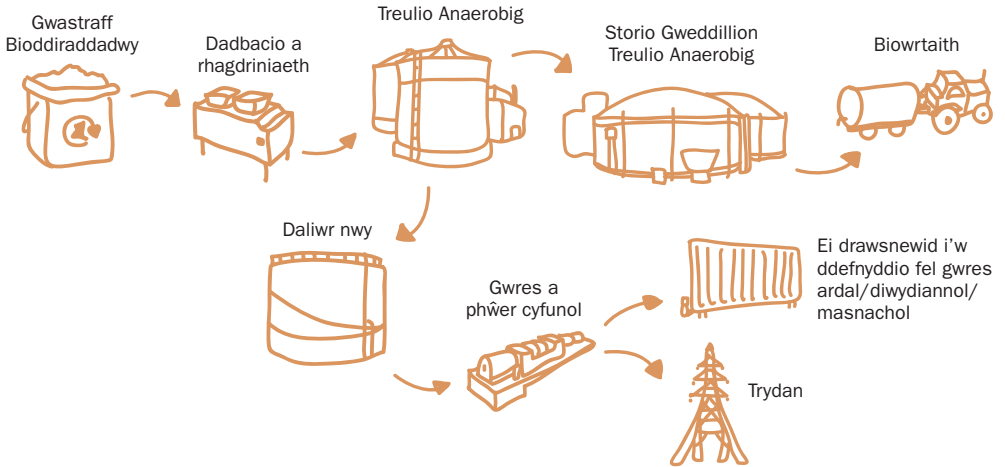 Gwastraff
Bioddiraddadwy
Dadbacio a
rhagdriniaeth
Treulio Anaerobig
Storio Gweddillion
Treulio Anaerobig
Biowrtaith
Daliwr nwy
Gwres a
phŵer cyfunol
Ei drawsnewid i’w
ddefnyddio fel gwres
ardal/diwydiannol/
masnachol
Trydan